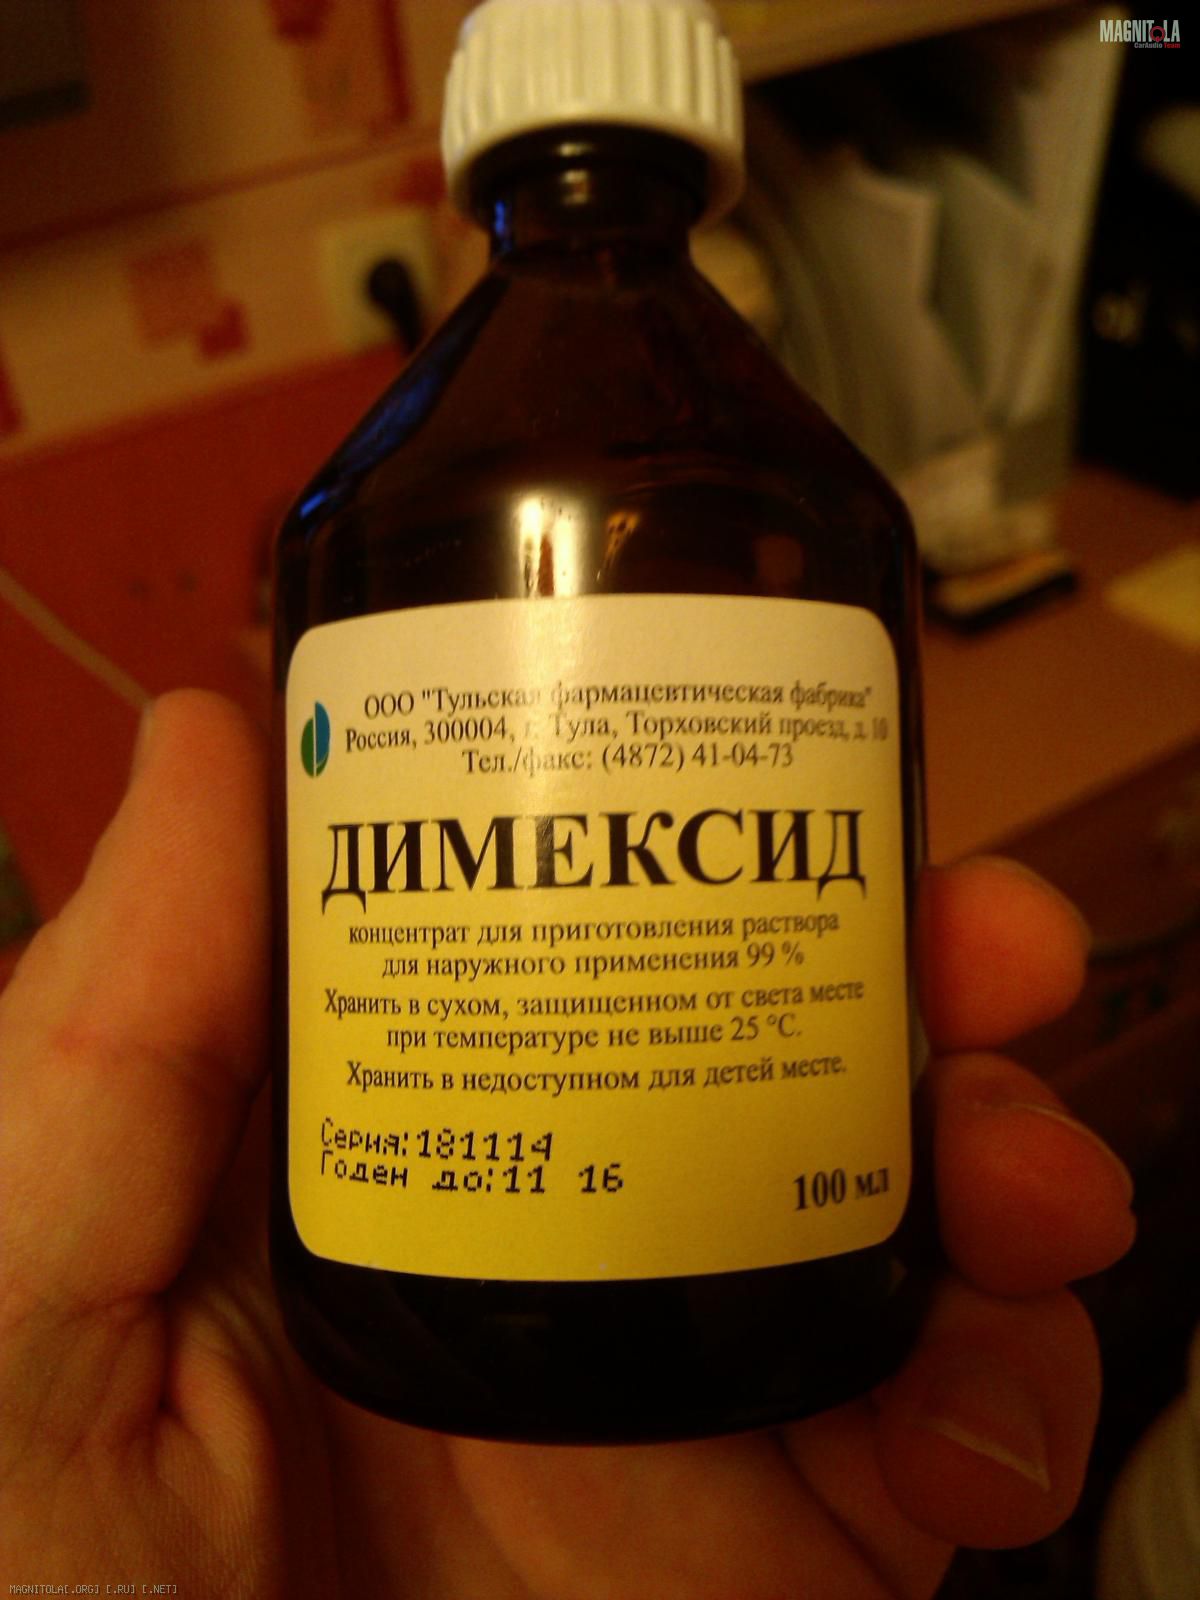 MAGNITOLA
CarAudio Team
ООО "Тульская фармацевтическая фабрика"
Россия, 300004, г. Тула, Торховский проезд, д. 10
Тел./факс: (4872) 41-04-73
ДИМЕКСИД
концентрат для приготовления раствора
для наружного применения 99 %
Хранить в сухом, защищенном от света месте
при температуре не выше 25 °С.
Хранить в недоступном для детей месте.
Серия:181114
Годен до:11 16
100 мл
MAGNITOLA[.ORG] [.RU] [.NET]